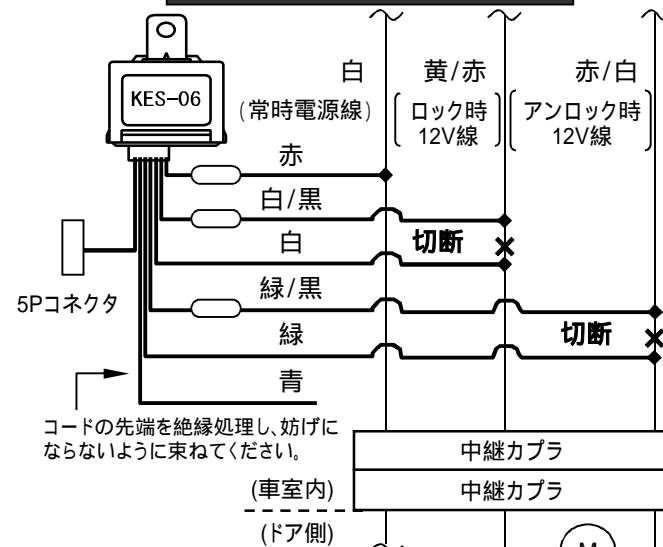 白
黄/赤
赤/白
KES-06
(常時電源線)
ロック時
12V線
アンロック時
12V線
赤
白/黒
白
切断
5Pコネクタ
緑/黒
緑
切断
青
コードの先端を絶縁処理し、妨げに
ならないように束ねてください。
中継カプラ
(車室内)
中継カプラ
(ドア側)
M